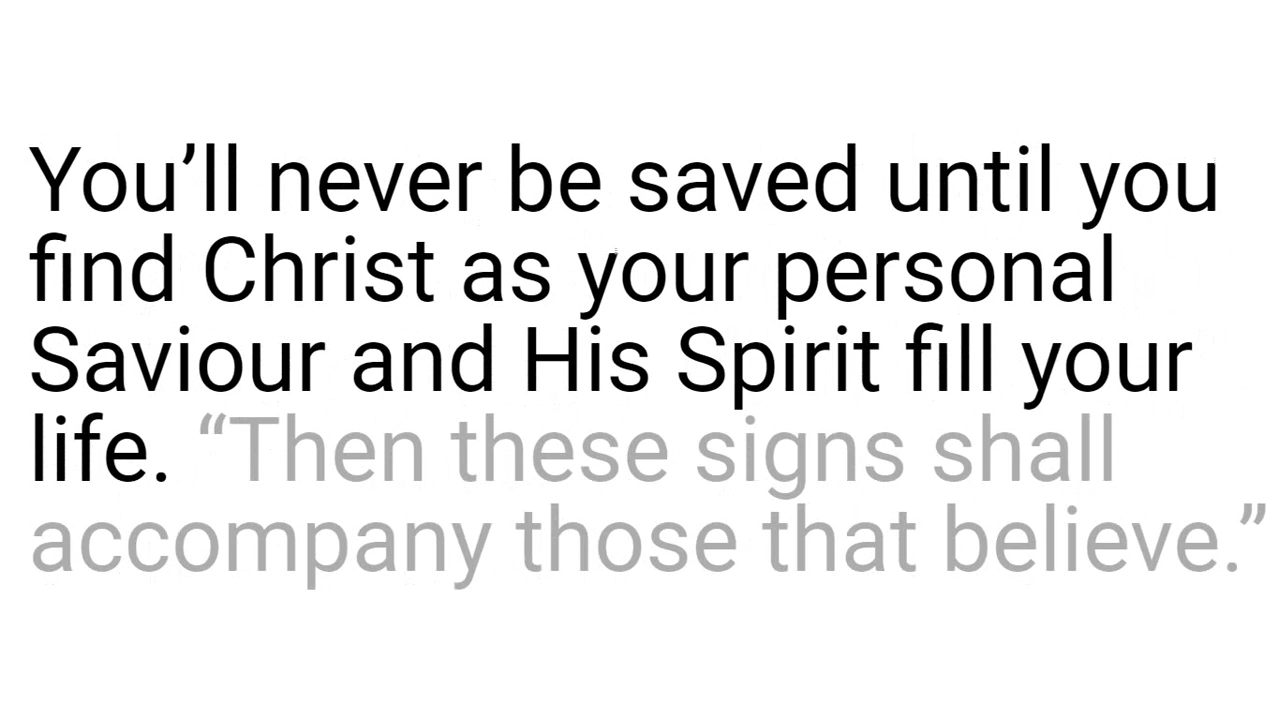 You’ll never be saved until you
find Christ as your personal
Saviour and His Spirit fill your
life. “Then these signs shall
accompany those that believe.”